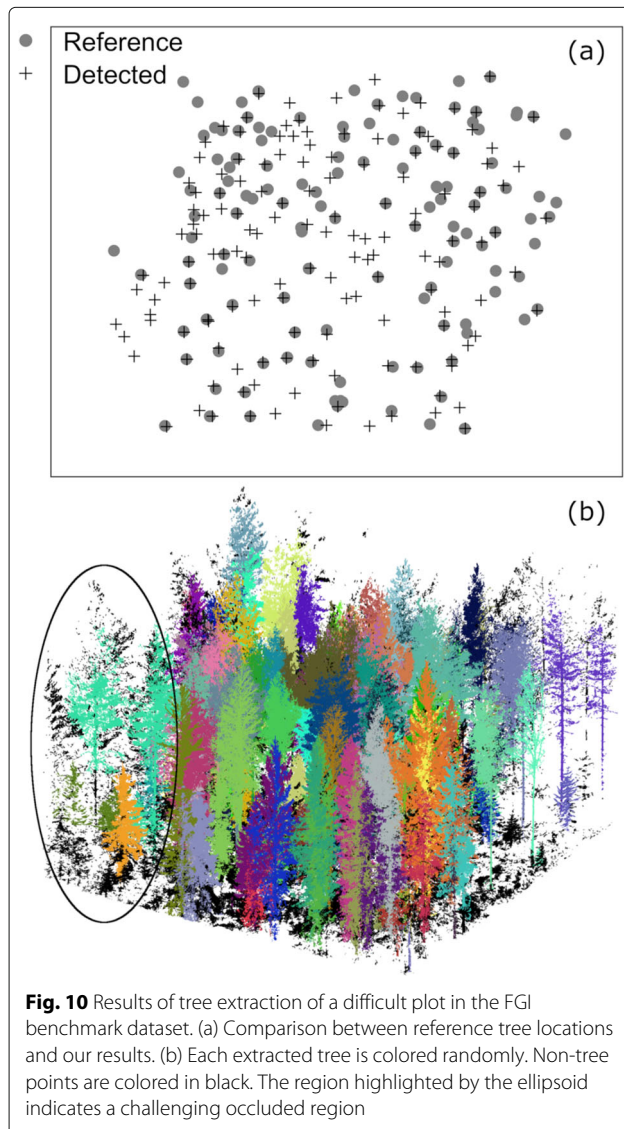 Reference
Detected
(a)
(b)
Fig. 10 Results of tree extraction of a difficult plot in the FGI
benchmark dataset. (a) Comparison between reference tree locations
and our results. (b) Each extracted tree is colored randomly. Non-tree
points are colored in black. The region highlighted by the ellipsoid
indicates a challenging occluded region